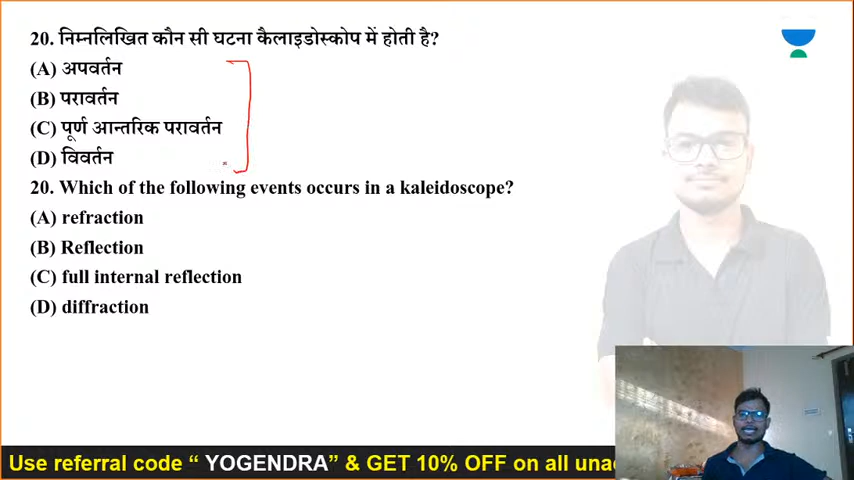 20. निम्नलिखित कौन सी घटना कैलाइडोस्कोप में होती है?
(A) अपवर्तन
(B) परावर्तन
(C) पूर्ण आन्तरिक परावर्तन
(D) विवर्तन
20. Which of the following events occurs in a kaleidoscope?
(A) refraction
(B) Reflection
(C) full internal reflection
(D) diffraction
Use referral code “ YOGENDRA” & GET 10% OFF on all